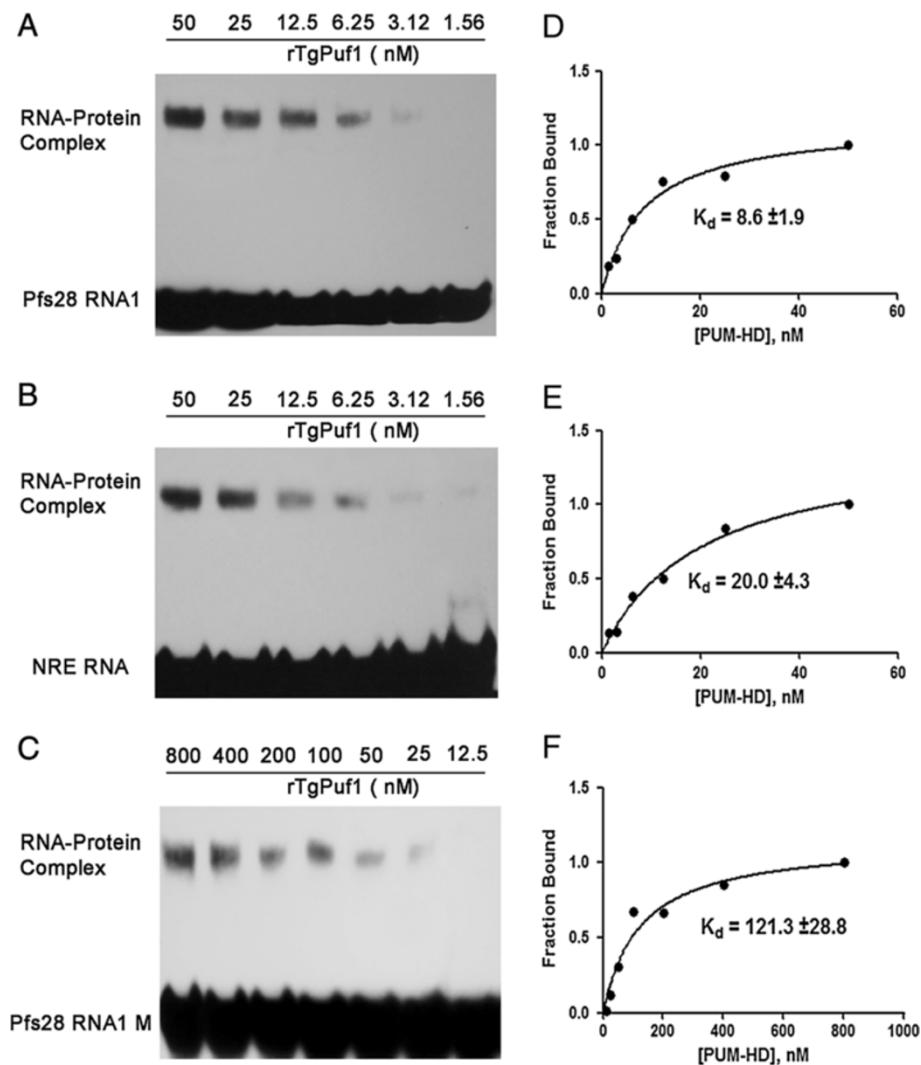 A
50 25 12.5 6.25 3.12 1.56
rTgPuf1 ( nM)
RNA-Protein
Complex
Pfs28 RNA1
D
1.5
1.0
0.5
0.0
Fraction Bound
Kd = 8.6 ±1.9
0 20 40 60
[PUM-HD], nM
B
50 25 12.5 6.25 3.12 1.56
rTgPuf1 ( nM)
RNA-Protein
Complex
NRE RNA
E
1.5
1.0
0.5
0.0
Fraction Bound
Kd = 20.0 ±4.3
0 20 40 60
[PUM-HD], nM
C
800 400 200 100 50 25 12.5
rTgPuf1 ( nM)
RNA-Protein
Complex
Pfs28 RNA1 M
F
1.5
1.0
0.5
0.0
Fraction Bound
Kd = 121.3 ±28.8
0 200 400 600 800 1000
[PUM-HD], nM